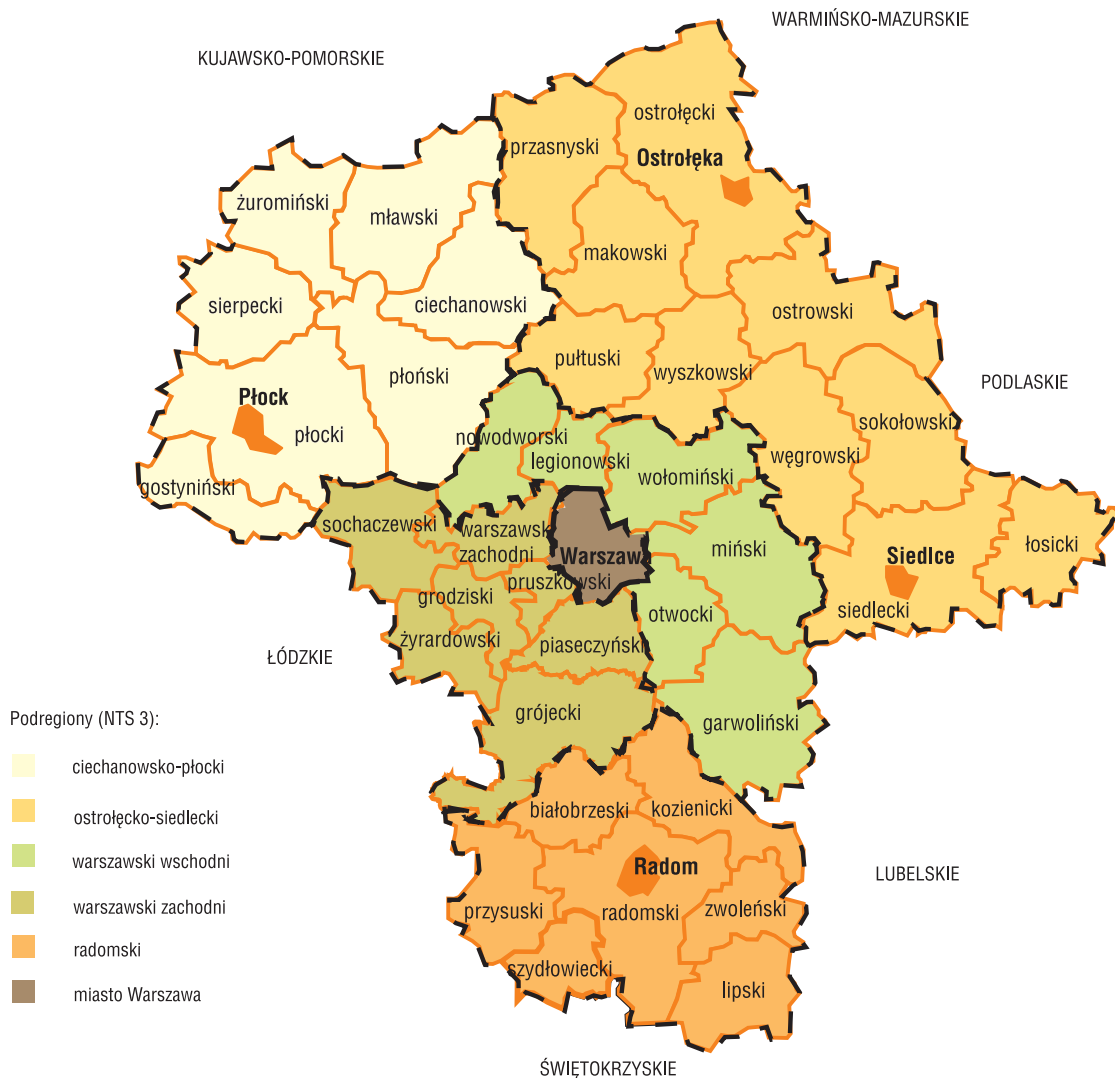 WARMIŃSKO-MAZURSKIE
KUJAWSKO-POMORSKIE
ostrołęcki
przasnyski
Ostrołęka
żuromiński
mławski
makowski
sierpecki
ciechanowski
ostrowski
pułtuski
wyszkowski
płoński
PODLASKIE
Płock
sokołowski
płocki
nowodworski
legionowski
węgrowski
wołomiński
gostyniński
sochaczewski
warszawsk
zachodni
miński
łosicki
Warszaw
Siedlce
pruszkowski
grodziski
otwocki
siedlecki
żyrardowski
piaseczyński
ŁÓDZKIE
grójecki
garwoliński
Podregiony (NTS 3):
ciechanowsko-płocki
ostrołęcko-siedlecki
warszawski wschodni
warszawski zachodni
radomski
miasto Warszawa
białobrzeski
kozienicki
Radom
LUBELSKIE
przysuski
radomski
zwoleński
szydłowiecki
lipski
ŚWIĘTOKRZYSKIE